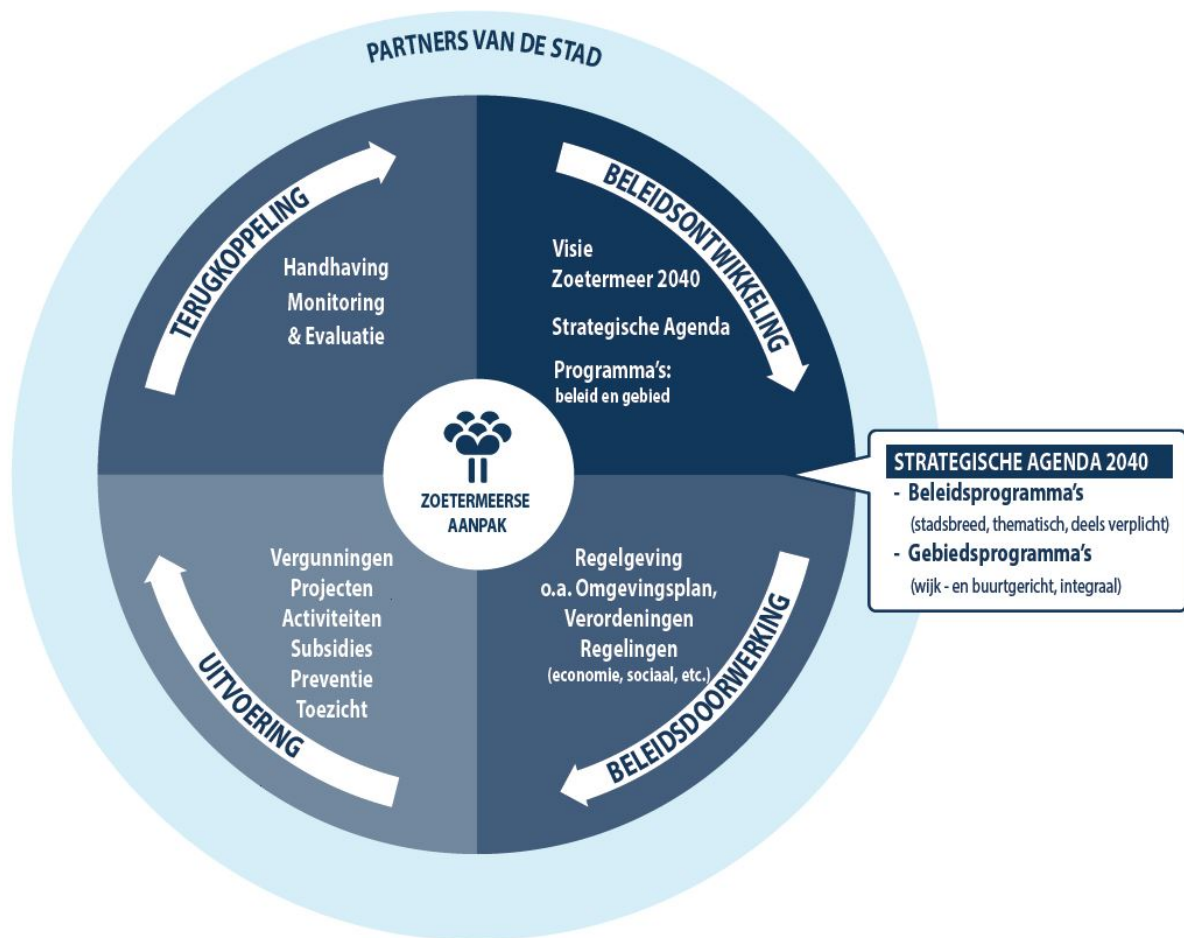 PARTNERS VAN DE STAD
TERUGKOPPELING
Handhaving
Monitoring
& Evaluatie
BELEIDSONTWIKKELING
Visie
Zoetermeer 2040
Strategische Agenda
Programma's:
beleid en gebied
ZOETERMEERSE
AANPAK
STRATEGISCHE AGENDA 2040
- Beleidsprogramma's
(stadsbreed, thematisch, deels verplicht)
- Gebiedsprogramma's
(wijk - en buurtgericht, integraal)
Regelgeving
o.a. Omgevingsplan,
Verordeningen
Regelingen
(economie, sociaal, etc.)
BELEIDSDOORWERKING
Vergunningen
Projecten
Activiteiten
Subsidies
Preventie
Toezicht
UITVOERING